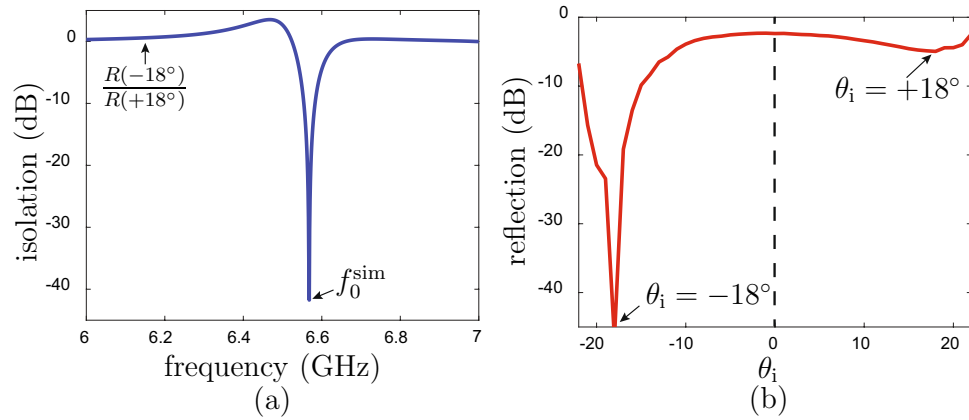 isolation (dB)
0
-10
-20
-30
-40
R(−18°)
R(+18°)
f₀ˢⁱᵐ
6
6.2
6.4
6.6
6.8
7
frequency (GHz)
(a)
reflection (dB)
0
-10
-20
-30
-40
θᵢ = +18°
θᵢ = −18°
-20
-10
0
10
20
θᵢ
(b)